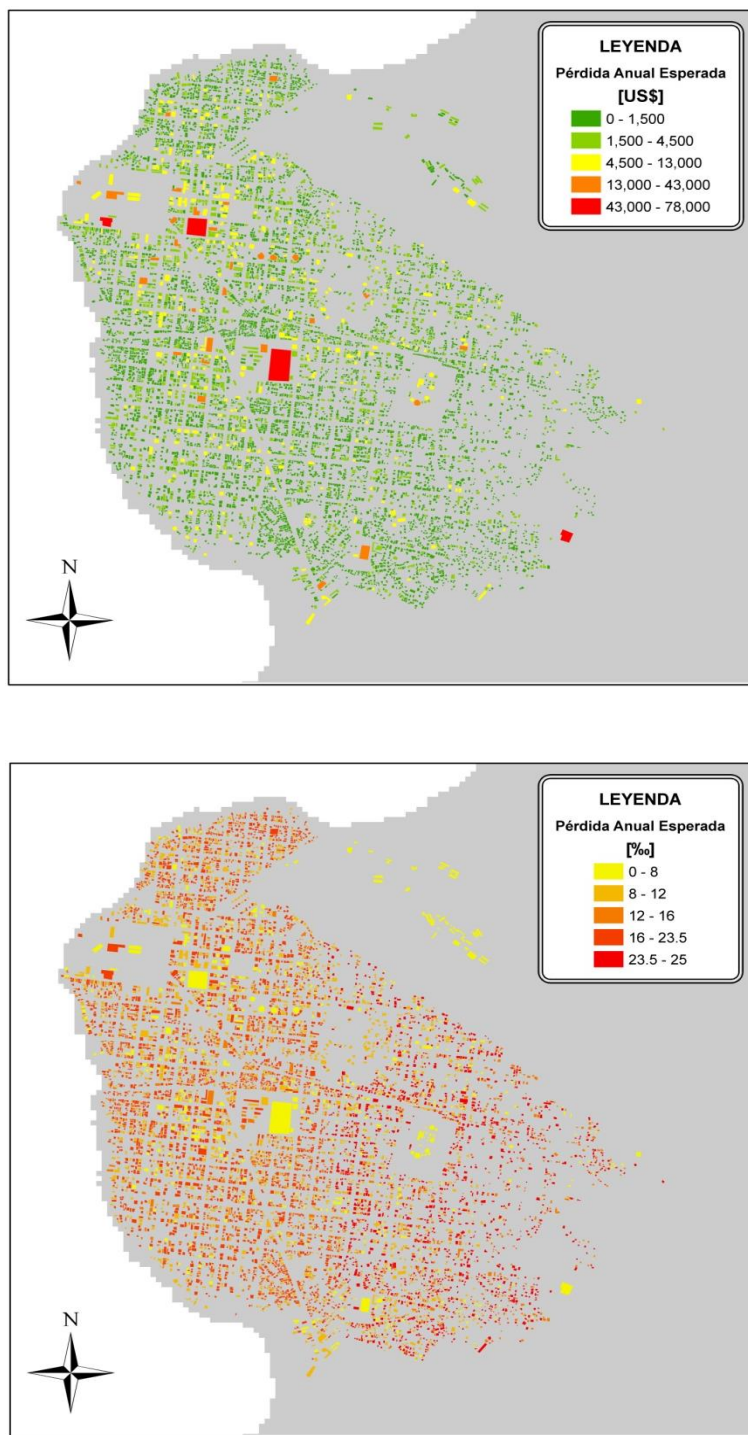 LEYENDA
Pérdida Anual Esperada
[US$]
0 - 1,500
1,500 - 4,500
4,500 - 13,000
13,000 - 43,000
43,000 - 78,000
N
LEYENDA
Pérdida Anual Esperada
[‰]
0 - 8
8 - 12
12 - 16
16 - 23.5
23.5 - 25
N